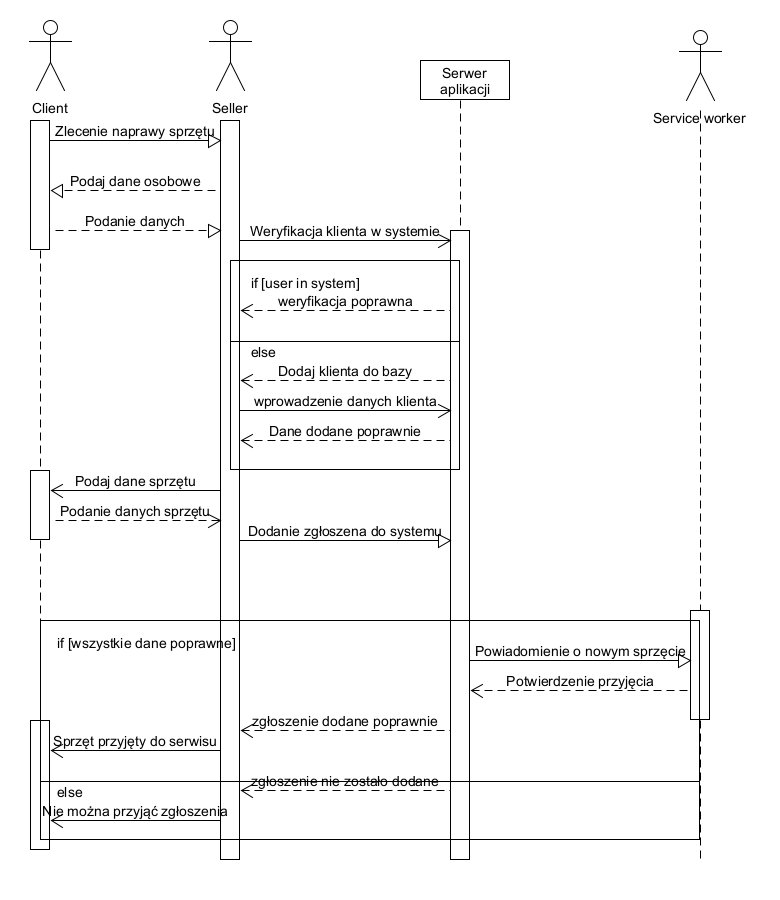 Client
Seller
Serwer
aplikacji
Service worker
Zlecenie naprawy sprzętu
Podaj dane osobowe
Podanie danych
Weryfikacja klienta w systemie
if [user in system]
weryfikacja poprawna
else
Dodaj klienta do bazy
wprowadzenie danych klienta
Dane dodane poprawnie
Podaj dane sprzętu
Podanie danych sprzętu
Dodanie zgłoszena do systemu
if [wszystkie dane poprawne]
Powiadomienie o nowym sprzęcie
Potwierdzenie przyjęcia
zgłoszenie dodane poprawnie
Sprzęt przyjęty do serwisu
zgłoszenie nie zostało dodane
else
Nie można przyjąć zgłoszenia